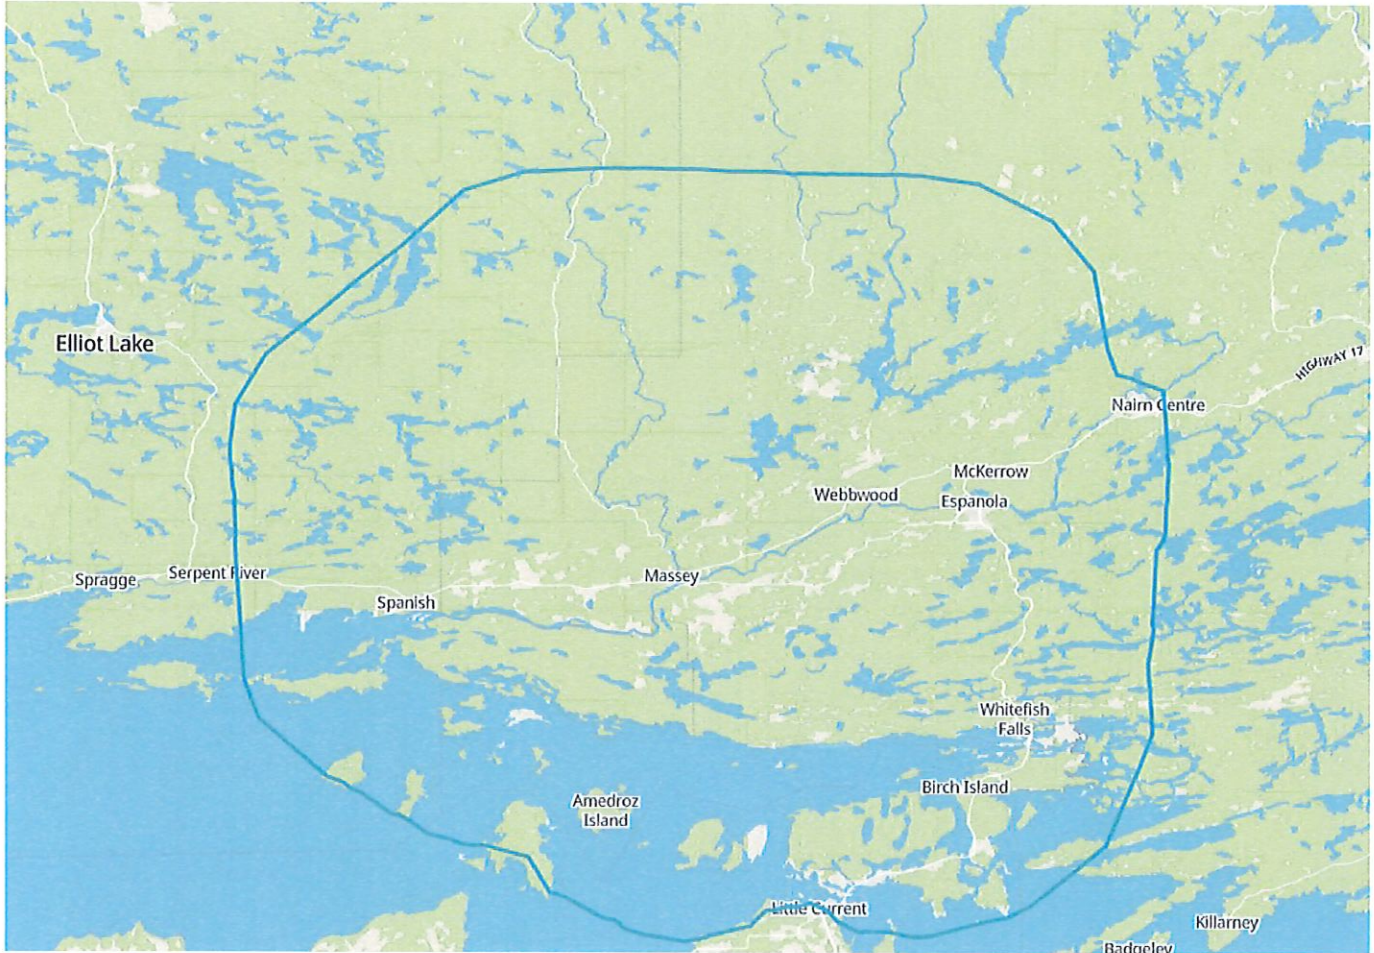 Elliot Lake
HIGHWAY 17
Nairn Centre
McKerrow
Webbwood
Espanola
Spragge
Serpent River
Massey
Spanish
Whitefish
Falls
Birch Island
Amedroz
Island
Little Current
Killarney
Badgeley